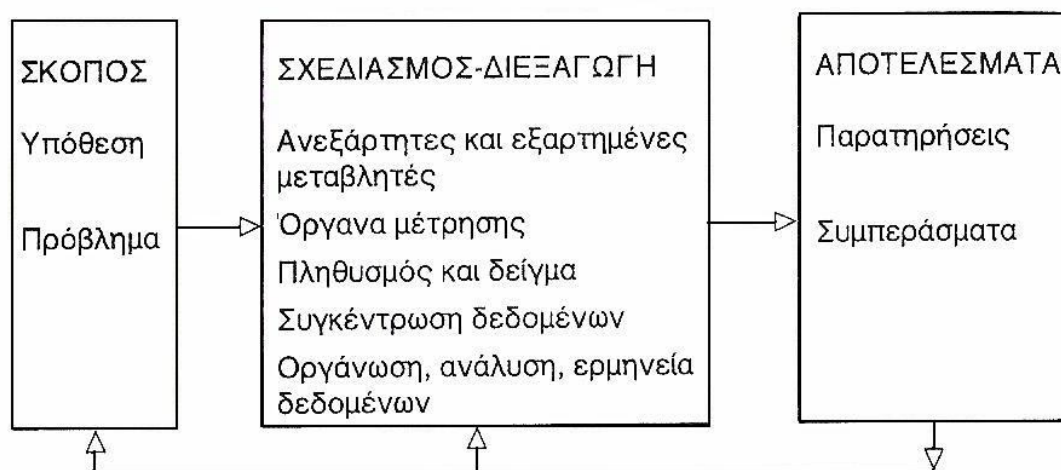 ΣΚΟΠΟΣ
Υπόθεση
Πρόβλημα
ΣΧΕΔΙΑΣΜΟΣ-ΔΙΕΞΑΓΩΓΗ
Ανεξάρτητες και εξαρτημένες
μεταβλητές
Όργανα μέτρησης
Πληθυσμός και δείγμα
Συγκέντρωση δεδομένων
Οργάνωση, ανάλυση, ερμηνεία
δεδομένων
ΑΠΟΤΕΛΕΣΜΑΤΑ
Παρατηρήσεις
Συμπεράσματα